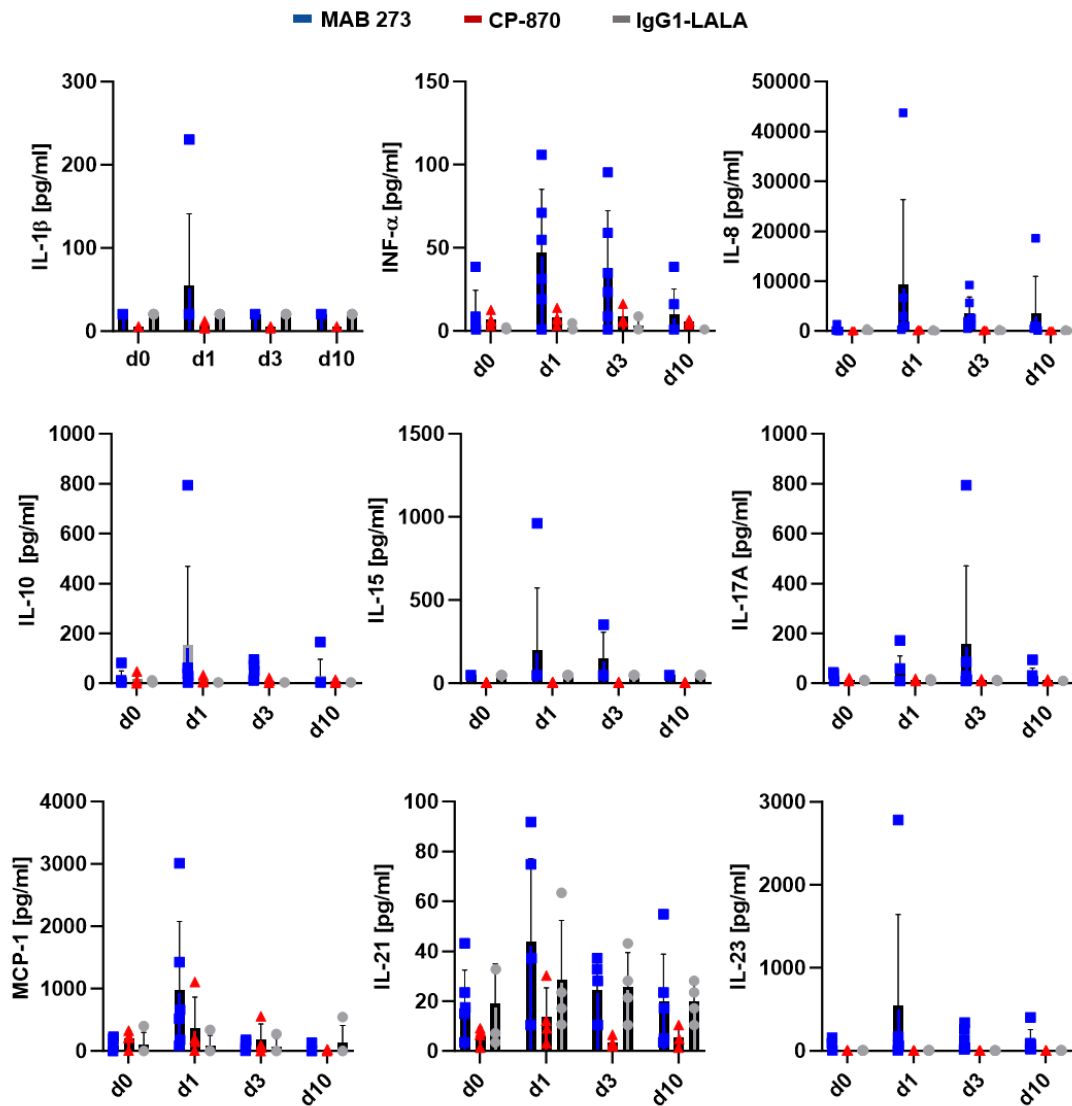 MAB 273 CP-870 IgG1-LALA
IL-1β [pg/ml]
300
200
100
0
d0 d1 d3 d10
INF-α [pg/ml]
150
100
50
0
d0 d1 d3 d10
IL-8 [pg/ml]
50000
40000
30000
20000
10000
0
d0 d1 d3 d10
IL-10 [pg/ml]
1000
800
600
400
200
0
d0 d1 d3 d10
IL-15 [pg/ml]
1500
1000
500
0
d0 d1 d3 d10
IL-17A [pg/ml]
1000
800
600
400
200
0
d0 d1 d3 d10
MCP-1 [pg/ml]
4000
3000
2000
1000
0
d0 d1 d3 d10
IL-21 [pg/ml]
100
80
60
40
20
0
d0 d1 d3 d10
IL-23 [pg/ml]
3000
2000
1000
0
d0 d1 d3 d10